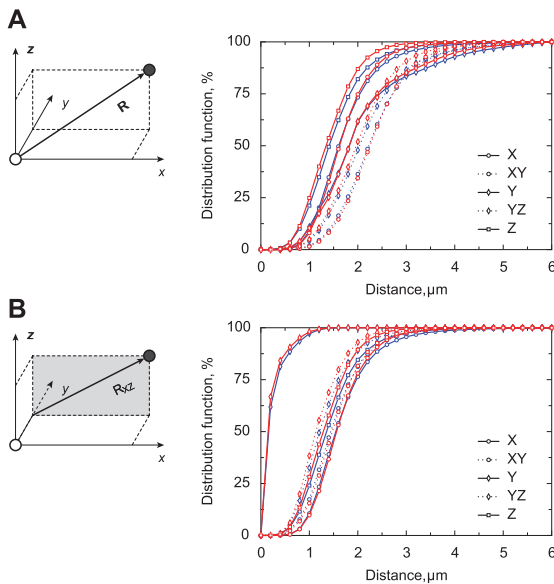 A
z
y
R
x
Distribution function, %
100
75
50
25
0
X
XY
Y
YZ
Z
0 1 2 3 4 5 6
Distance,µm
B
z
y
Rxz
x
Distribution function, %
100
75
50
25
0
X
XY
Y
YZ
Z
0 1 2 3 4 5 6
Distance,µm